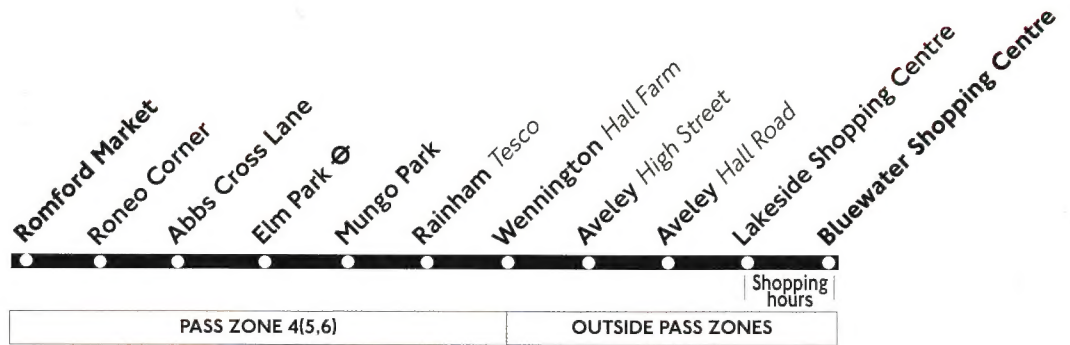 Romford Market
Roneo Corner
Abbs Cross Lane
Elm Park
Mungo Park
Rainham Tesco
Wennington Hall Farm
Aveley High Street
Aveley Hall Road
Lakeside Shopping Centre
Bluewater Shopping Centre
Shopping
hours
PASS ZONE 4(5,6)
OUTSIDE PASS ZONES